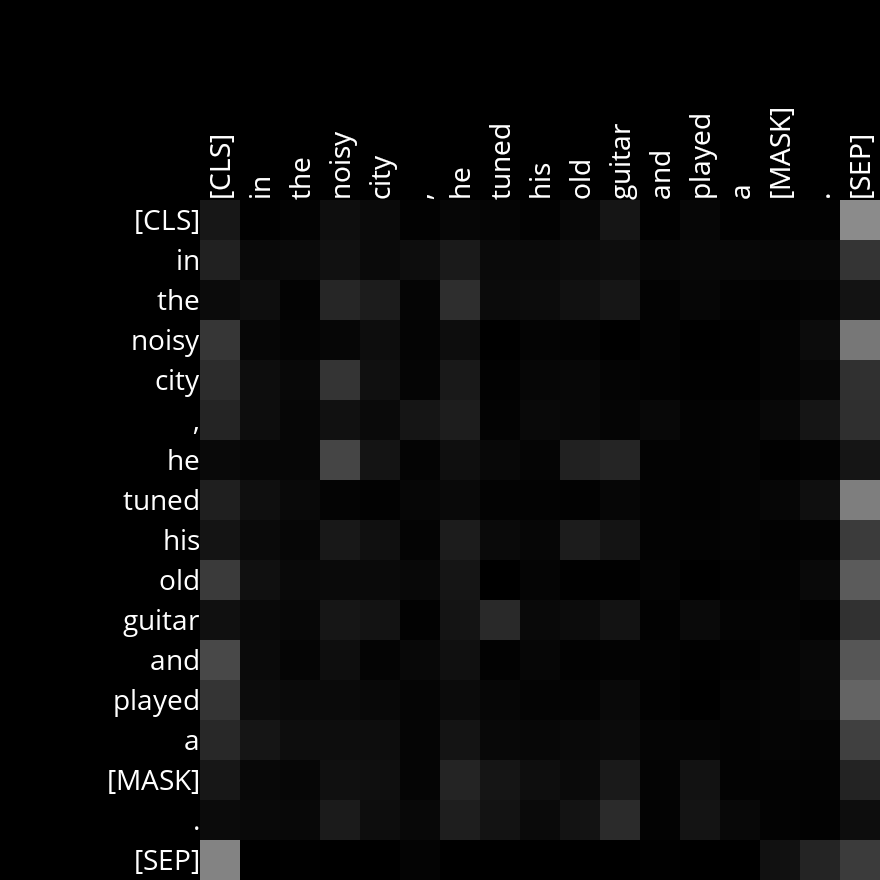 [CLS] in the noisy city , he tuned his old guitar and played a [MASK] . [SEP]
[CLS]
in
the
noisy
city
,
he
tuned
his
old
guitar
and
played
a
[MASK]
.
[SEP]